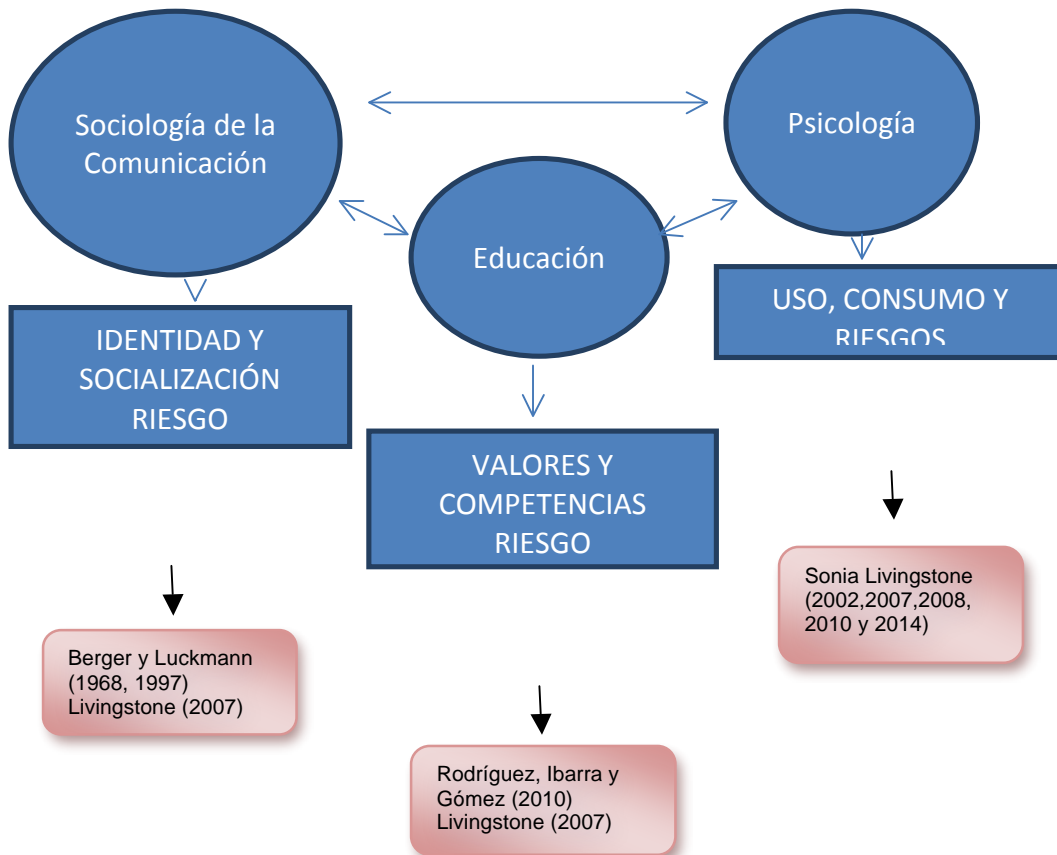 Sociología de la
Comunicación
Psicología
Educación
USO, CONSUMO Y
RIESGOS
IDENTIDAD Y
SOCIALIZACIÓN
RIESGO
VALORES Y
COMPETENCIAS
RIESGO
Sonia Livingstone
(2002,2007,2008,
2010 y 2014)
Berger y Luckmann
(1968, 1997)
Livingstone (2007)
Rodríguez, Ibarra y
Gómez (2010)
Livingstone (2007)